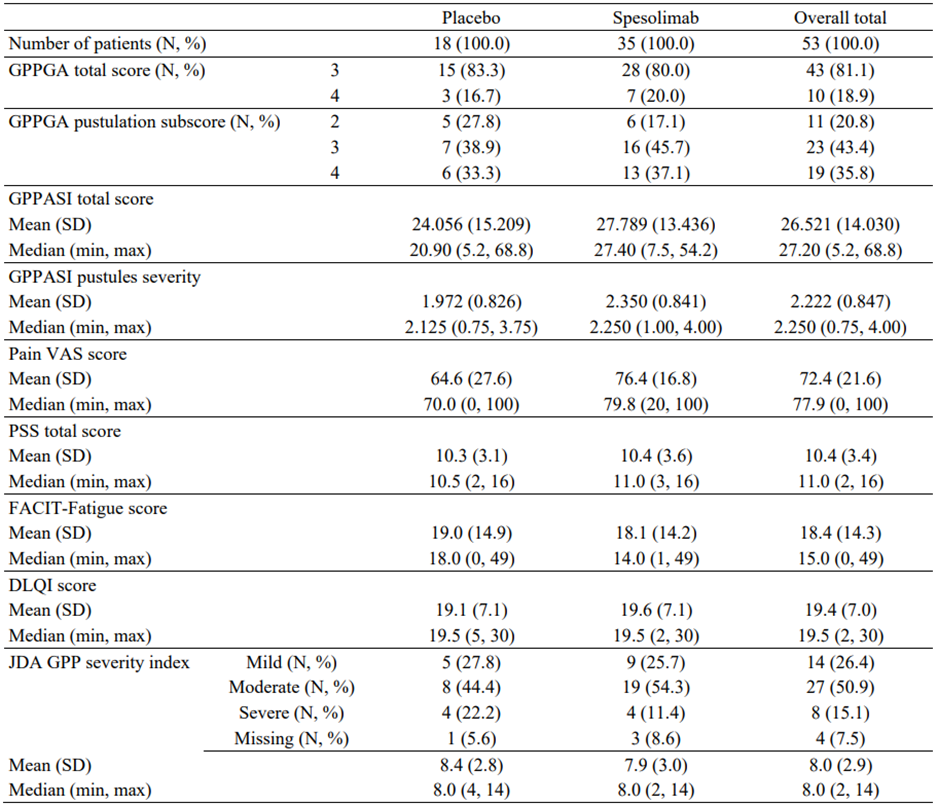 Placebo Spesolimab Overall total
Number of patients (N, %) 18 (100.0) 35 (100.0) 53 (100.0)
GPPGA total score (N, %) 3 15 (83.3) 28 (80.0) 43 (81.1)
4 3 (16.7) 7 (20.0) 10 (18.9)
GPPGA pustulation subscore (N, %) 2 5 (27.8) 6 (17.1) 11 (20.8)
3 7 (38.9) 16 (45.7) 23 (43.4)
4 6 (33.3) 13 (37.1) 19 (35.8)
GPPASI total score
Mean (SD) 24.056 (15.209) 27.789 (13.436) 26.521 (14.030)
Median (min, max) 20.90 (5.2, 68.8) 27.40 (7.5, 54.2) 27.20 (5.2, 68.8)
GPPASI pustules severity
Mean (SD) 1.972 (0.826) 2.350 (0.841) 2.222 (0.847)
Median (min, max) 2.125 (0.75, 3.75) 2.250 (1.00, 4.00) 2.250 (0.75, 4.00)
Pain VAS score
Mean (SD) 64.6 (27.6) 76.4 (16.8) 72.4 (21.6)
Median (min, max) 70.0 (0, 100) 79.8 (20, 100) 77.9 (0, 100)
PSS total score
Mean (SD) 10.3 (3.1) 10.4 (3.6) 10.4 (3.4)
Median (min, max) 10.5 (2, 16) 11.0 (3, 16) 11.0 (2, 16)
FACIT-Fatigue score
Mean (SD) 19.0 (14.9) 18.1 (14.2) 18.4 (14.3)
Median (min, max) 18.0 (0, 49) 14.0 (1, 49) 15.0 (0, 49)
DLQI score
Mean (SD) 19.1 (7.1) 19.6 (7.1) 19.4 (7.0)
Median (min, max) 19.5 (5, 30) 19.5 (2, 30) 19.5 (2, 30)
JDA GPP severity index Mild (N, %) 5 (27.8) 9 (25.7) 14 (26.4)
Moderate (N, %) 8 (44.4) 19 (54.3) 27 (50.9)
Severe (N, %) 4 (22.2) 4 (11.4) 8 (15.1)
Missing (N, %) 1 (5.6) 3 (8.6) 4 (7.5)
Mean (SD) 8.4 (2.8) 7.9 (3.0) 8.0 (2.9)
Median (min, max) 8.0 (4, 14) 8.0 (2, 14) 8.0 (2, 14)